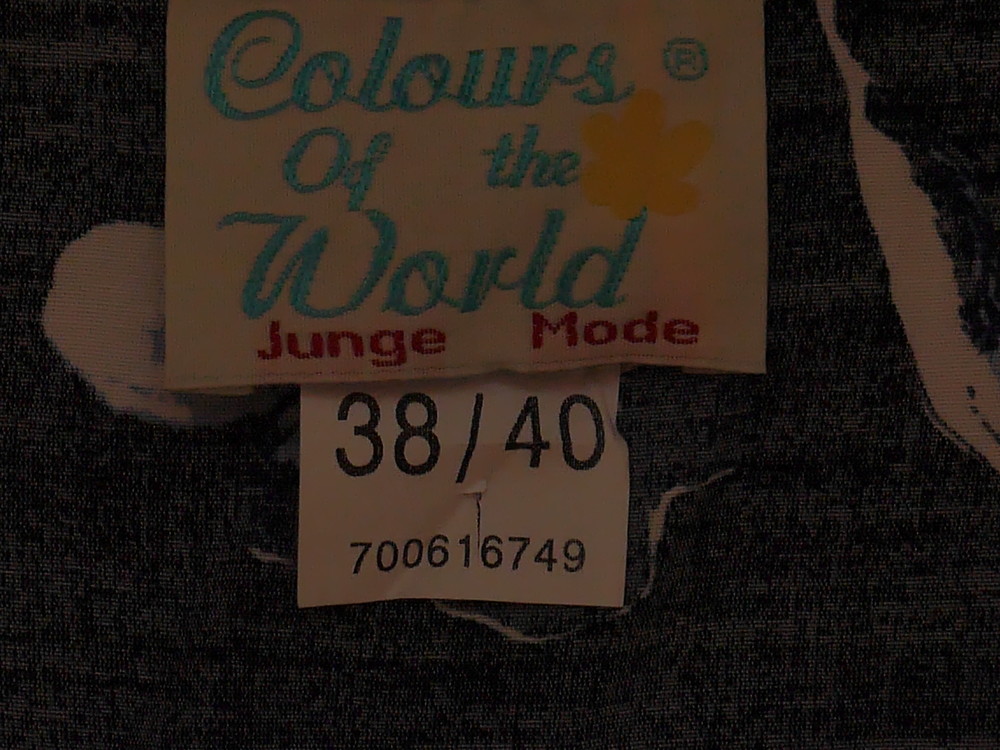 Colours ®
Of the
World
Junge Mode
38/40
700616749